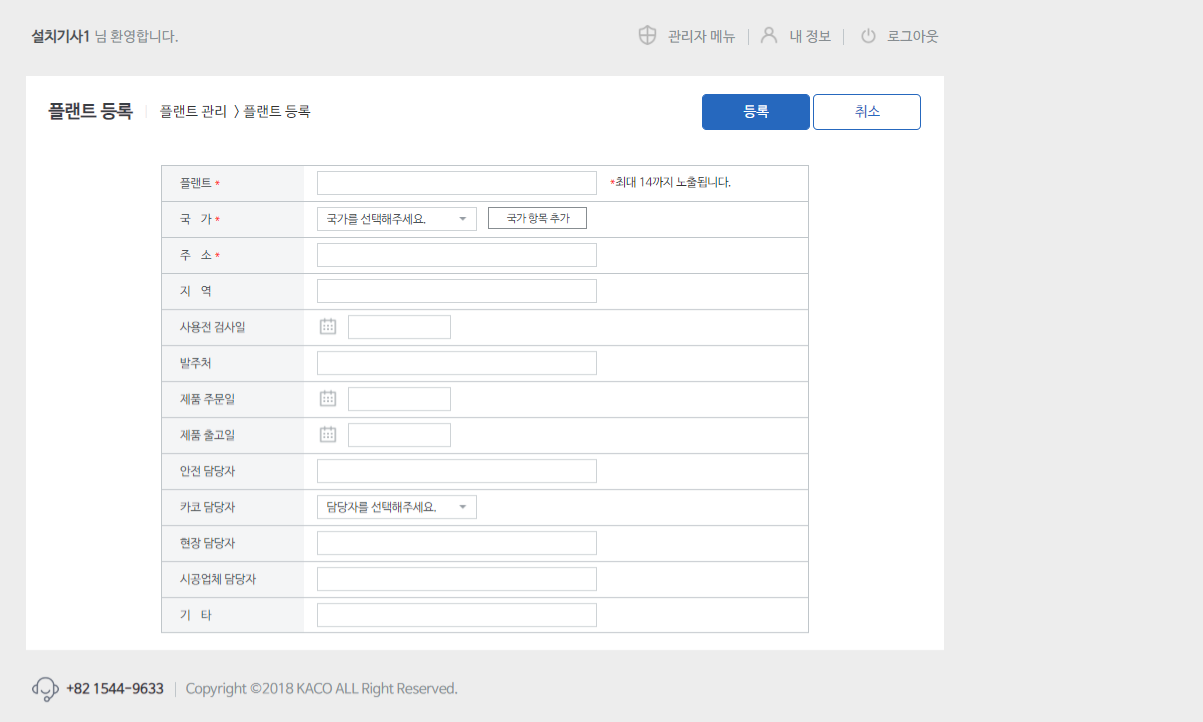 설치기사1 님 환영합니다.
관리자 메뉴 | 내 정보 | 로그아웃
플랜트 등록 | 플랜트 관리 〉플랜트 등록
등록 취소
플랜트 * *최대 14까지 노출됩니다.
국 가 * 국가를 선택해주세요. 국가 항목 추가
주 소 *
지 역
사용전 검사일
발주처
제품 주문일
제품 출고일
안전 담당자
카코 담당자 담당자를 선택해주세요.
현장 담당자
시공업체 담당자
기 타
+82 1544-9633 | Copyright ©2018 KACO ALL Right Reserved.